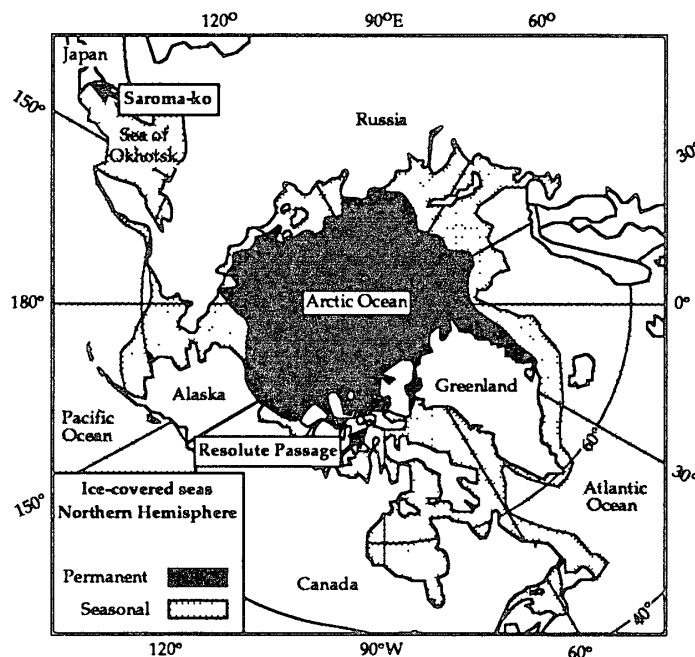 120°
90°E
60°
Japan
150°
Saroma-ko
Sea of
Okhotsk
Russia
30°
180°
Arctic Ocean
0°
Alaska
Greenland
Pacific
Ocean
Resolute Passage
60°
30°
Atlantic
Ocean
150°
Ice-covered seas
Northern Hemisphere
Permanent
Seasonal
Canada
40°
120°
90°W
60°